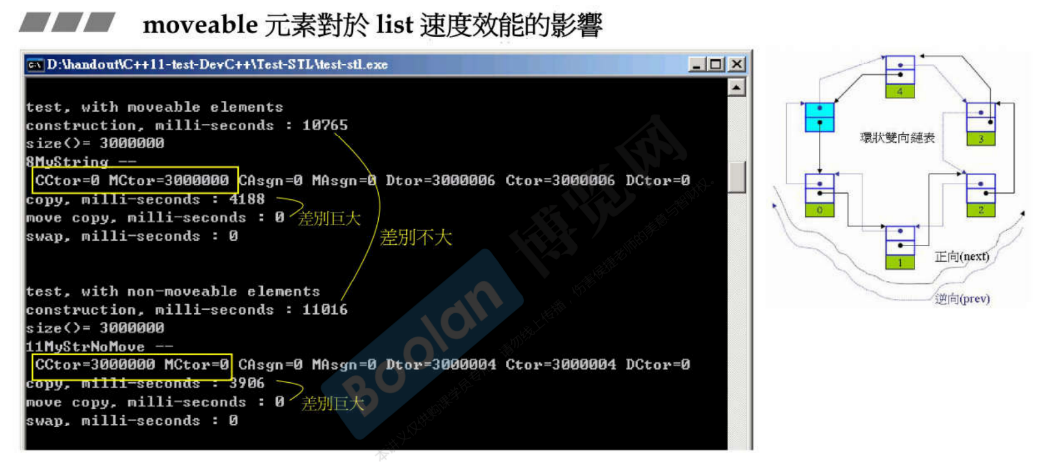 moveable 元素對於 list 速度效能的影響
D:\handout\C++11-test-DevC++\Test-STL\test-stl.exe
test, with moveable elements
construction, milli-seconds : 10765
size()= 3000000
8MyString --
CCtor=0 MCtor=3000000 CAsgn=0 MAsgn=0 Dtor=3000006 Ctor=3000006 DCtor=0
copy, milli-seconds : 4188
move copy, milli-seconds : 0
差別巨大
swap, milli-seconds : 0
差別不大
test, with non-moveable elements
construction, milli-seconds : 11016
size()= 3000000
11MyStrNoMove --
CCtor=3000000 MCtor=0 CAsgn=0 MAsgn=0 Dtor=3000004 Ctor=3000004 DCtor=0
copy, milli-seconds : 3906
move copy, milli-seconds : 0
差別巨大
swap, milli-seconds : 0
4
環狀雙向鏈表
3
0
2
1
正向(next)
逆向(prev)
Boolan 博览网